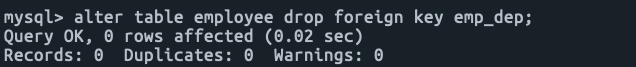 mysql> alter table employee drop foreign key emp_dep;
Query OK, 0 rows affected (0.02 sec)
Records: 0  Duplicates: 0  Warnings: 0